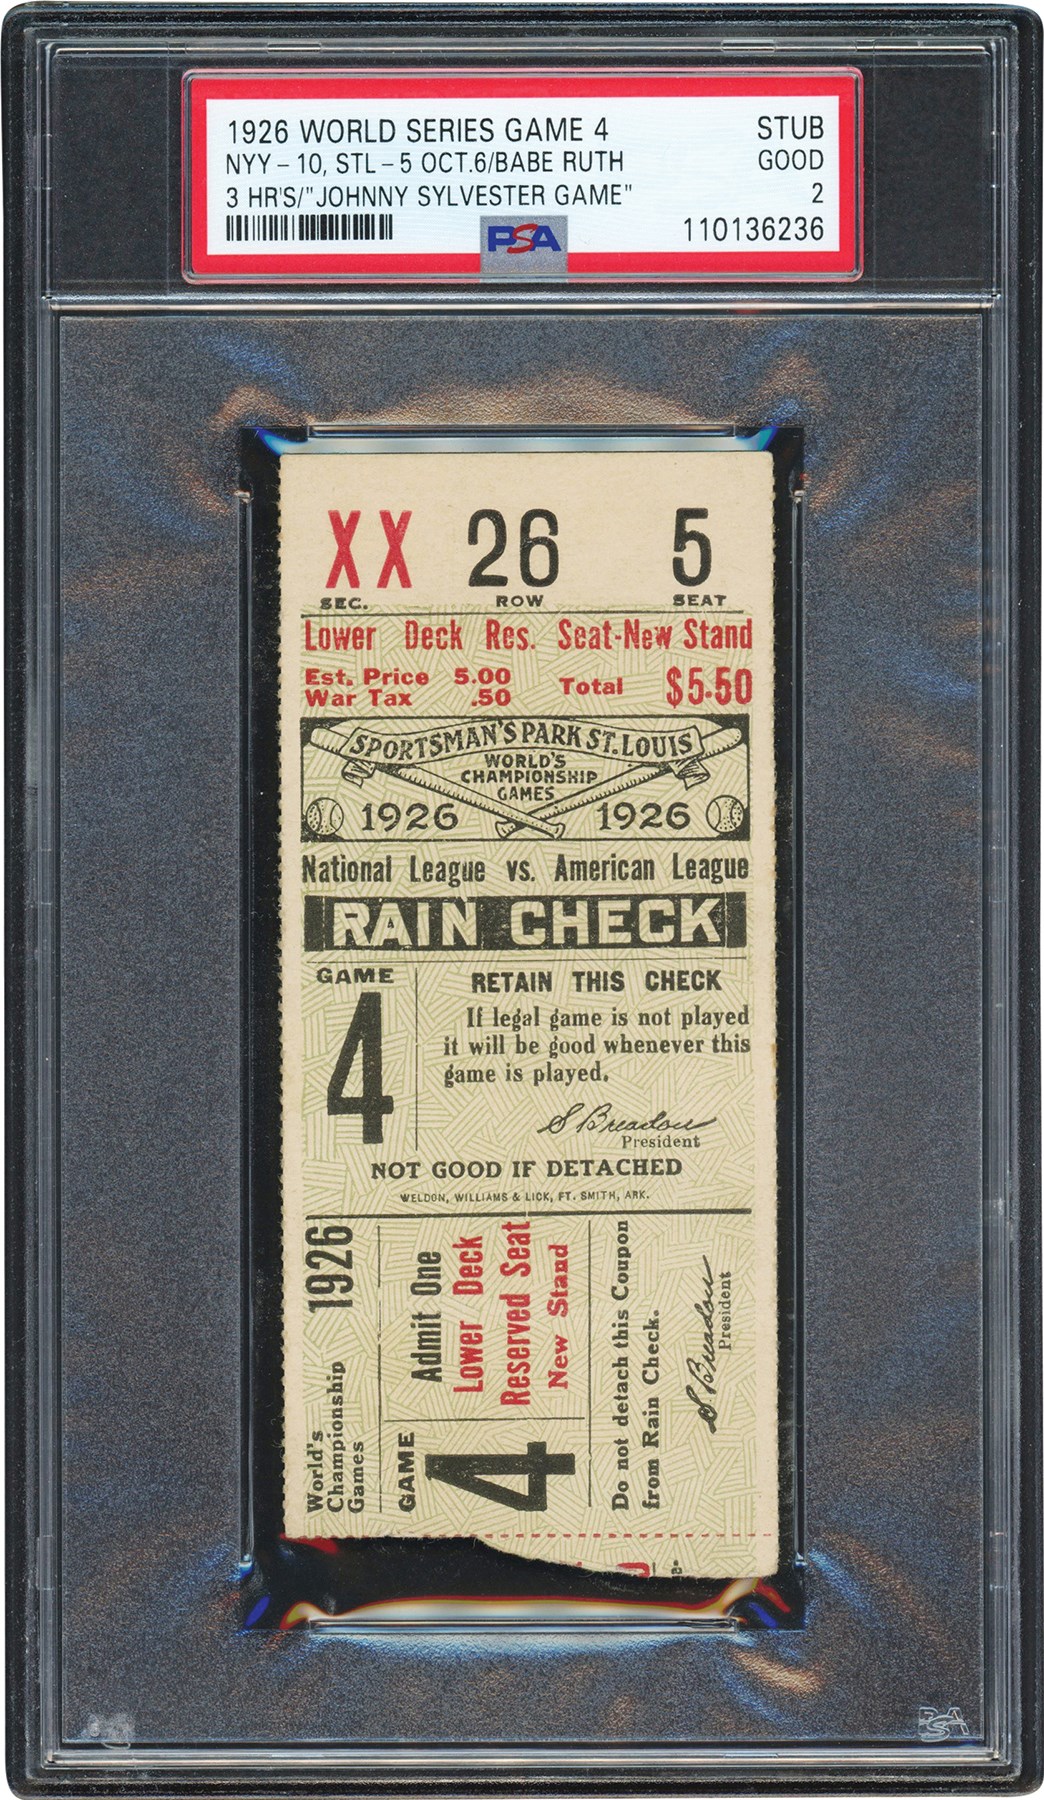 1926 WORLD SERIES GAME 4 STUB
NYY - 10, STL - 5 OCT.6/BABE RUTH GOOD
3 HR'S/"JOHNNY SYLVESTER GAME" 2
PSA 110136236
XX 26 5
SEC. ROW SEAT
Lower Deck Res. Seat-New Stand
Est. Price 5.00
War Tax .50
Total $5.50
SPORTSMAN'S PARK ST. LOUIS
WORLD'S
CHAMPIONSHIP
GAMES
1926 1926
National League vs. American League
RAIN CHECK
GAME
4
RETAIN THIS CHECK
If legal game is not played
it will be good whenever this
game is played.
S Breadon
President
NOT GOOD IF DETACHED
WELDON, WILLIAMS & LICK, FT. SMITH, ARK.
World's
Championship
Games
1926
GAME
4
Admit One
Lower Deck
Reserved Seat
New Stand
Do not detach this Coupon
from Rain Check.
S Breadon
President
PSA